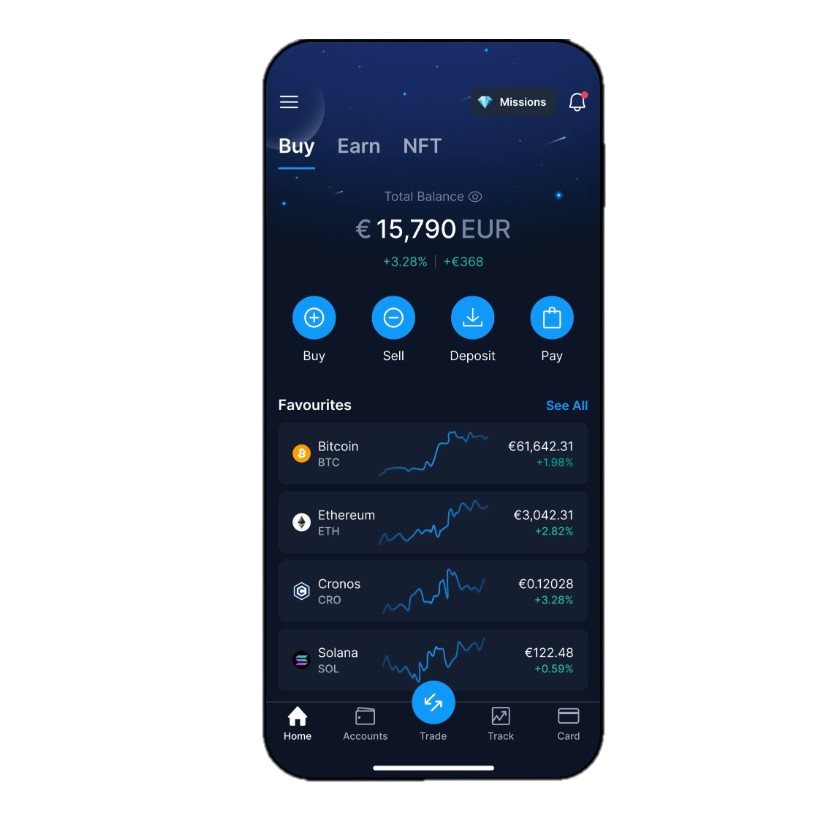 Missions
Buy Earn NFT
Total Balance
€ 15,790 EUR
+3.28% | +€368
Buy Sell Deposit Pay
Favourites See All
Bitcoin €61,642.31
BTC +1.98%
Ethereum €3,042.31
ETH +2.82%
Cronos €0.12028
CRO +3.28%
Solana €122.48
SOL +0.59%
Home Accounts Trade Track Card